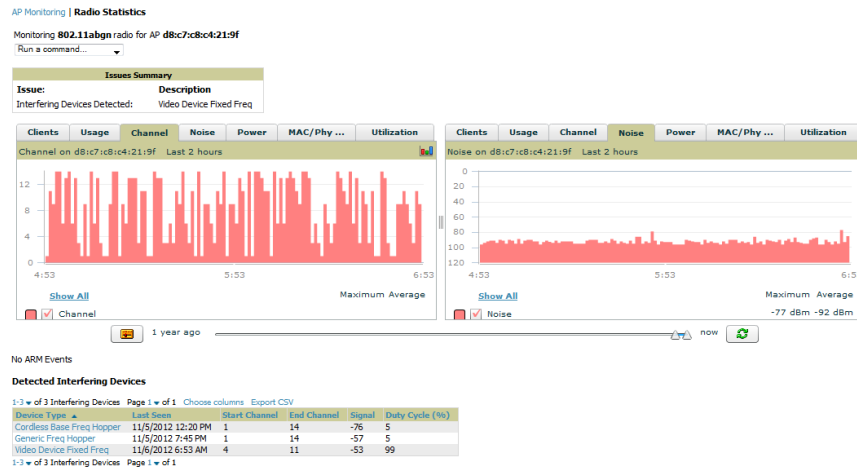 AP Monitoring | Radio Statistics
Monitoring 802.11abgn radio for AP d8:c7:c8:c4:21:9f
Run a command...
Issues Summary
Issue: Description
Interfering Devices Detected: Video Device Fixed Freq
Clients Usage Channel Noise Power MAC/Phy ... Utilization
Channel on d8:c7:c8:c4:21:9f Last 2 hours
12
8
4
0
4:53 5:53 6:53
Show All Maximum Average
Channel
Clients Usage Channel Noise Power MAC/Phy ... Utilization
Noise on d8:c7:c8:c4:21:9f Last 2 hours
0
20
40
60
80
100
120
4:53 5:53 6:5
Show All Maximum Average
Noise -77 dBm -92 dBm
1 year ago now
No ARM Events
Detected Interfering Devices
1-3 of 3 Interfering Devices Page 1 of 1 Choose columns Export CSV
Device Type Last Seen Start Channel End Channel Signal Duty Cycle (%)
Cordless Base Freq Hopper 11/5/2012 12:20 PM 1 14 -76 5
Generic Freq Hopper 11/5/2012 7:45 PM 1 14 -57 5
Video Device Fixed Freq 11/6/2012 6:53 AM 4 11 -53 99
1-3 of 3 Interfering Devices Page 1 of 1